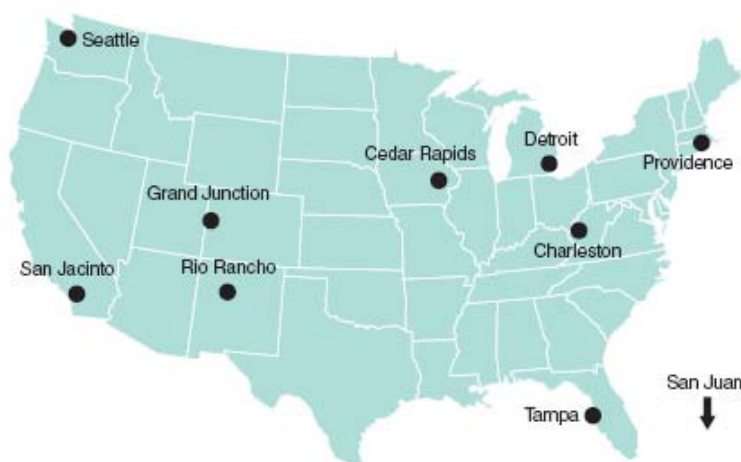 Seattle
Detroit
Cedar Rapids
Providence
Grand Junction
Charleston
San Jacinto
Rio Rancho
San Juan
Tampa